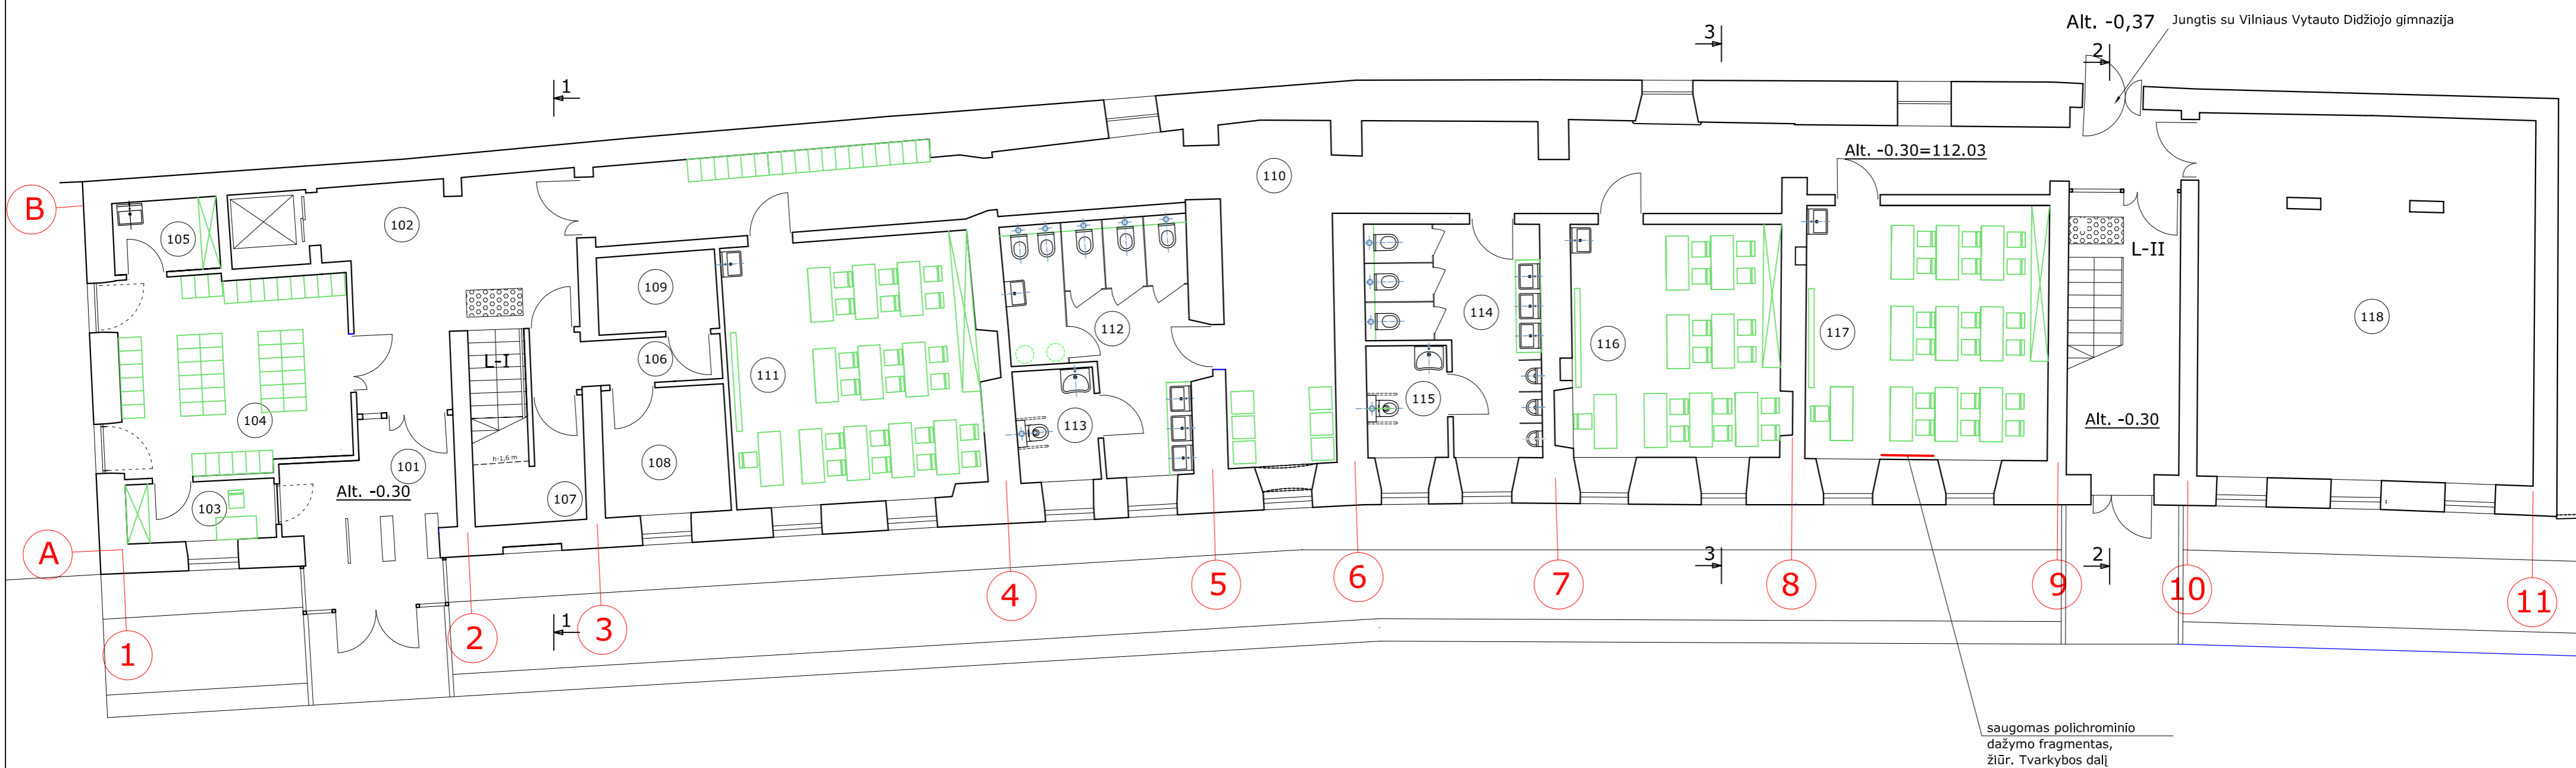 Alt. -0,37 Jungtis su Vilniaus Vytauto Didžiojo gimnazija
3
2
1
Alt. -0.30=112.03
110
B
102
105
L-II
109
112
114
118
116
117
106
L-I
111
115
104
113
Alt. -0.30
h-1,6 m
108
101
Alt. -0.30
107
103
A
3
2
4
5
6
7
8
9
10
11
1
2
3
1
saugomas polichrominio
dažymo fragmentas,
žiūr. Tvarkybos dalį